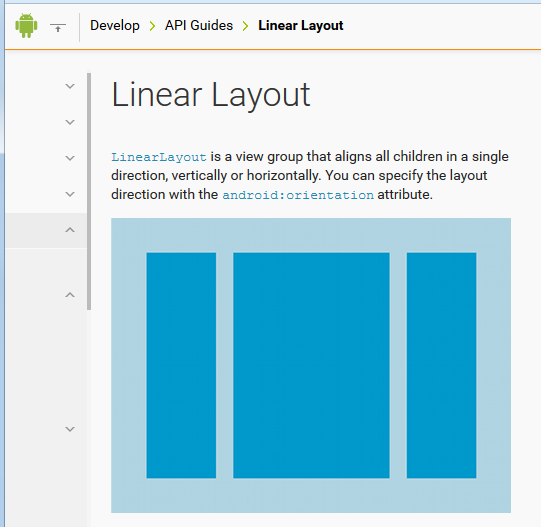 Develop > API Guides > Linear Layout
Linear Layout
LinearLayout is a view group that aligns all children in a single
direction, vertically or horizontally. You can specify the layout
direction with the android:orientation attribute.